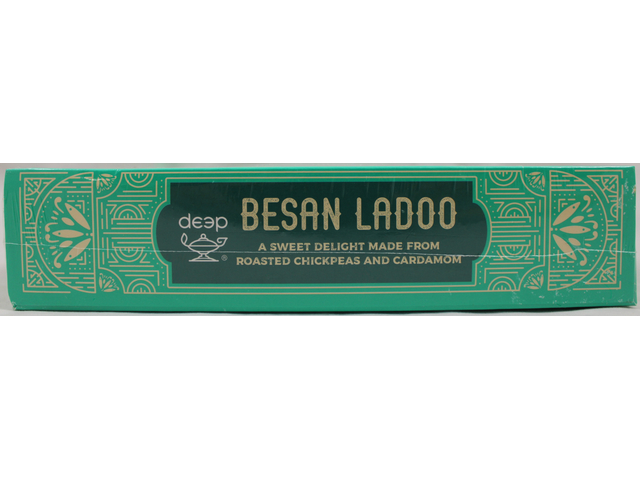 deep
®
BESAN LADOO
A SWEET DELIGHT MADE FROM
ROASTED CHICKPEAS AND CARDAMOM